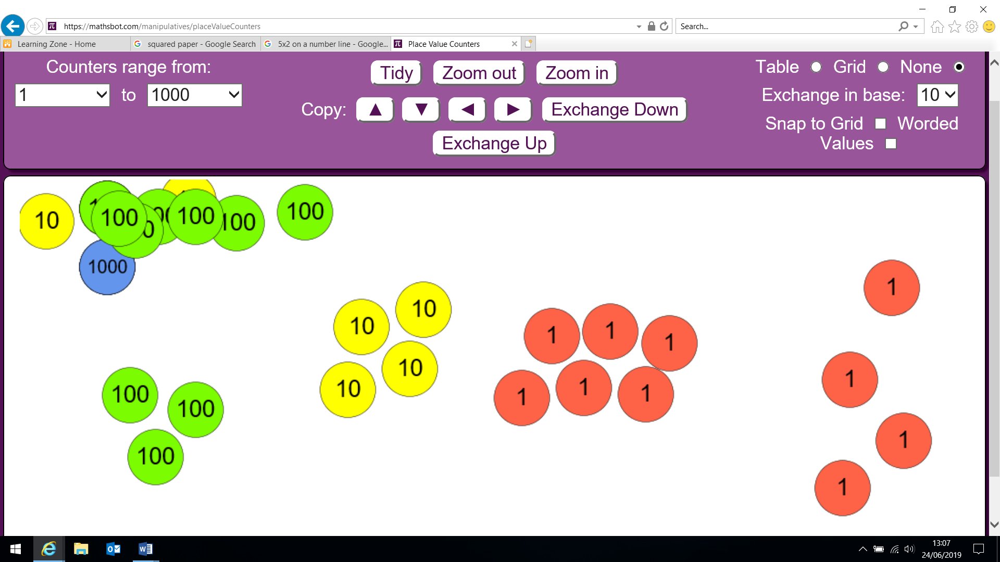 https://mathsbot.com/manipulatives/placeValueCounters
Search...
Learning Zone - Home
squared paper - Google Search
5x2 on a number line - Google...
Place Value Counters
Counters range from:
1 to 1000
Tidy Zoom out Zoom in
Copy: ▲ ▼ ◀ ▶ Exchange Down
Exchange Up
Table Grid None
Exchange in base: 10
Snap to Grid Worded
Values
10 100 100 100 100
1000
10 10
10 10
1 1 1
1 1 1
100 100
100
1
1
1
1
13:07
24/06/2019